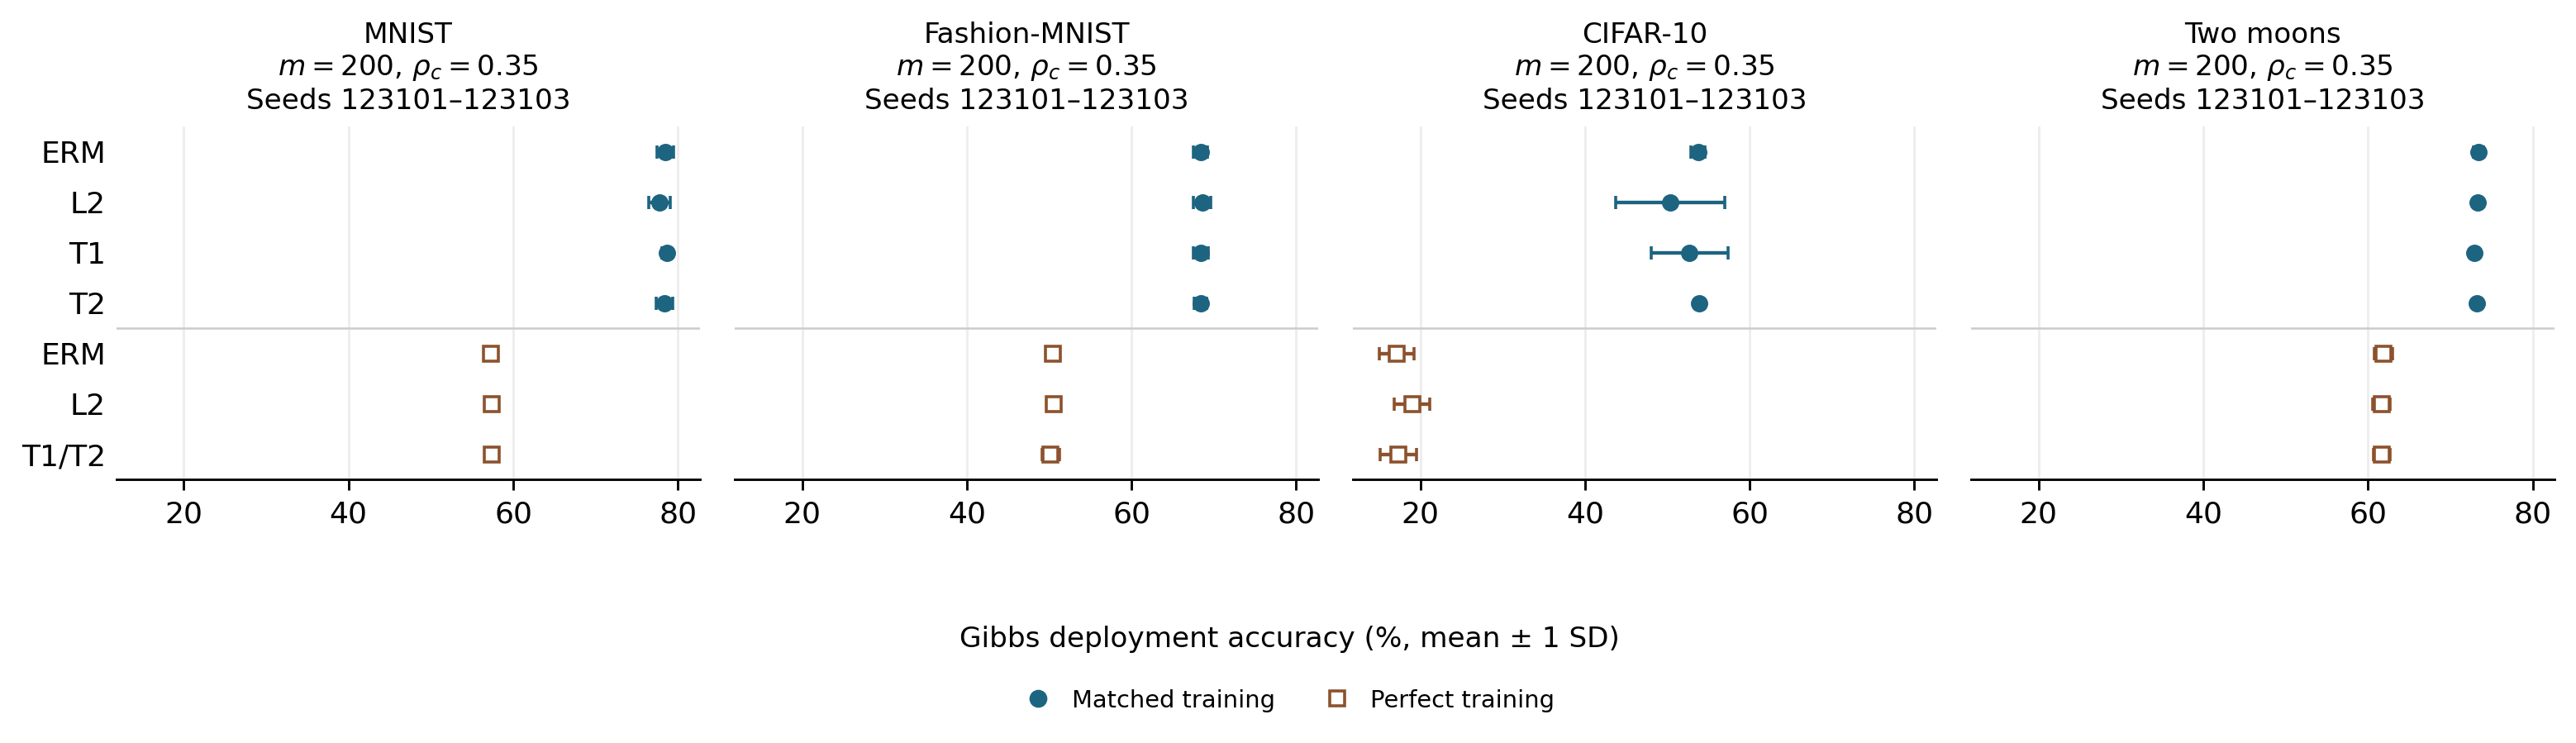 MNIST
m = 200, ρc = 0.35
Seeds 123101–123103
Fashion-MNIST
m = 200, ρc = 0.35
Seeds 123101–123103
CIFAR-10
m = 200, ρc = 0.35
Seeds 123101–123103
Two moons
m = 200, ρc = 0.35
Seeds 123101–123103
ERM
L2
T1
T2
ERM
L2
T1/T2
20 40 60 80
20 40 60 80
20 40 60 80
20 40 60 80
Gibbs deployment accuracy (%, mean ± 1 SD)
Matched training
Perfect training